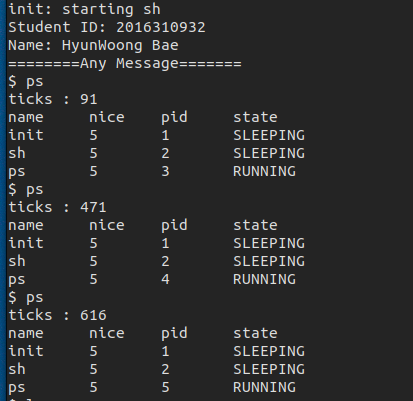 init: starting sh
Student ID: 2016310932
Name: HyunWoong Bae
========Any Message=======
$ ps
ticks : 91
name     nice    pid     state
init     5       1       SLEEPING
sh       5       2       SLEEPING
ps       5       3       RUNNING
$ ps
ticks : 471
name     nice    pid     state
init     5       1       SLEEPING
sh       5       2       SLEEPING
ps       5       4       RUNNING
$ ps
ticks : 616
name     nice    pid     state
init     5       1       SLEEPING
sh       5       2       SLEEPING
ps       5       5       RUNNING